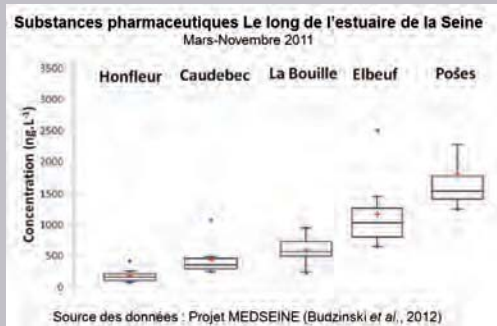 Substances pharmaceutiques Le long de l'estuaire de la Seine
Mars-Novembre 2011
Concentration (ng.L⁻¹)
3500
3000
2500
2000
1500
1000
500
0
Honfleur Caudebec La Bouille Elbeuf Poses
Source des données : Projet MEDSEINE (Budzinski et al., 2012)